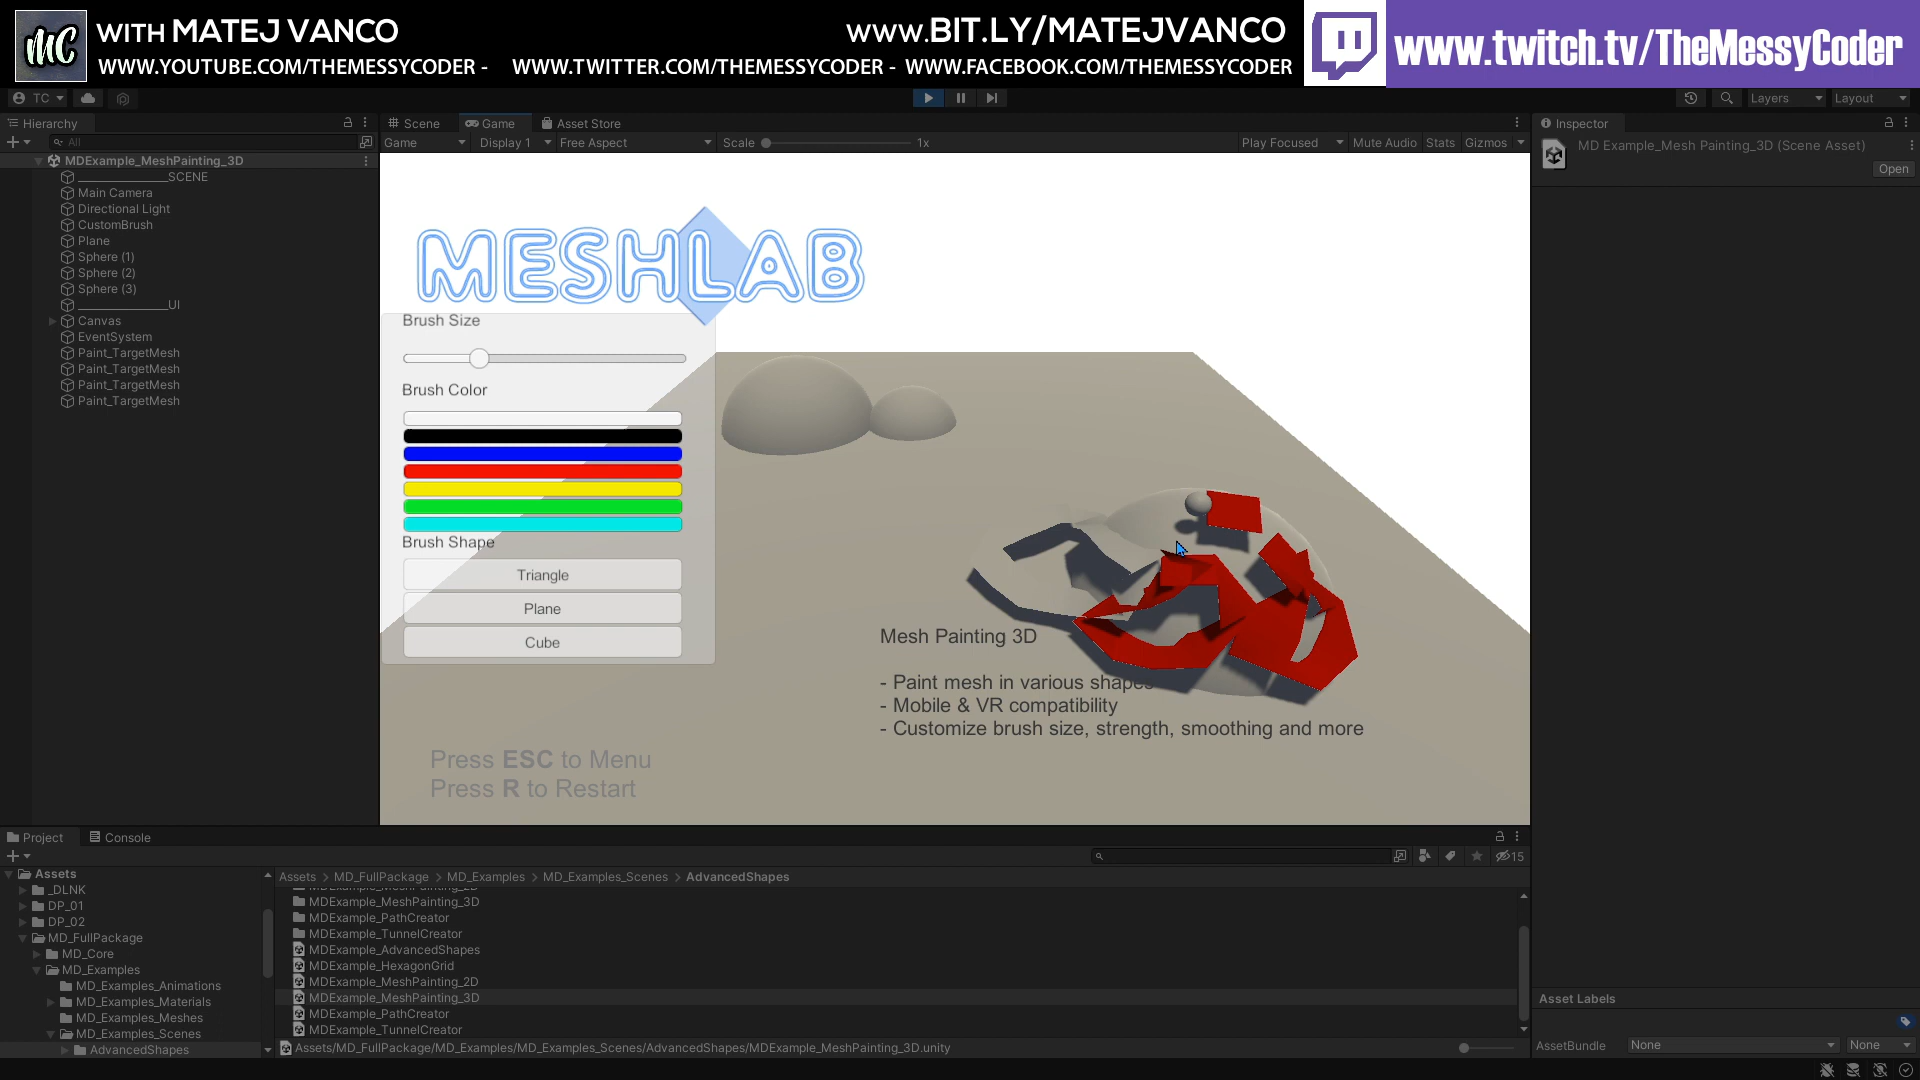 MC
WITH MATEJ VANCO
WWW.BIT.LY/MATEJVANCO
WWW.YOUTUBE.COM/THEMESSYCODER - WWW.TWITTER.COM/THEMESSYCODER - WWW.FACEBOOK.COM/THEMESSYCODER
www.twitch.tv/TheMessyCoder
TC
Layers
Layout
Hierarchy
All
MDExample_MeshPainting_3D
_______________SCENE
Main Camera
Directional Light
CustomBrush
Plane
Sphere (1)
Sphere (2)
Sphere (3)
_______________UI
Canvas
EventSystem
Paint_TargetMesh
Paint_TargetMesh
Paint_TargetMesh
Paint_TargetMesh
Scene
Game
Asset Store
Game
Display 1
Free Aspect
Scale
1x
Play Focused
Mute Audio
Stats
Gizmos
MESHLAB
Brush Size
Brush Color
Brush Shape
Triangle
Plane
Cube
Mesh Painting 3D
- Paint mesh in various shapes
- Mobile & VR compatibility
- Customize brush size, strength, smoothing and more
Press ESC to Menu
Press R to Restart
Inspector
MD Example_Mesh Painting_3D (Scene Asset)
Open
Project
Console
15
Assets
_DLNK
DP_01
DP_02
MD_FullPackage
MD_Core
MD_Examples
MD_Examples_Animations
MD_Examples_Materials
MD_Examples_Meshes
MD_Examples_Scenes
AdvancedShapes
Assets > MD_FullPackage > MD_Examples > MD_Examples_Scenes > AdvancedShapes
MDExample_MeshPainting_2D
MDExample_MeshPainting_3D
MDExample_PathCreator
MDExample_TunnelCreator
MDExample_AdvancedShapes
MDExample_HexagonGrid
MDExample_MeshPainting_2D
MDExample_MeshPainting_3D
MDExample_PathCreator
MDExample_TunnelCreator
Assets/MD_FullPackage/MD_Examples/MD_Examples_Scenes/AdvancedShapes/MDExample_MeshPainting_3D.unity
Asset Labels
AssetBundle
None
None